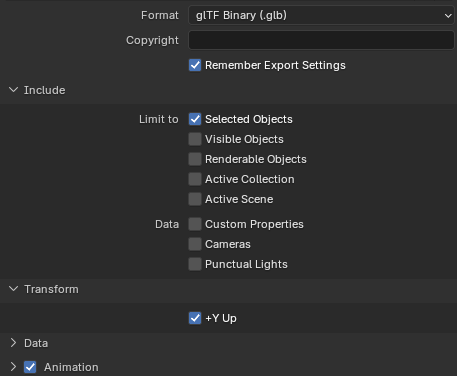 Format glTF Binary (.glb)
Copyright
Remember Export Settings
Include
Limit to Selected Objects
Visible Objects
Renderable Objects
Active Collection
Active Scene
Data Custom Properties
Cameras
Punctual Lights
Transform
+Y Up
Data
Animation